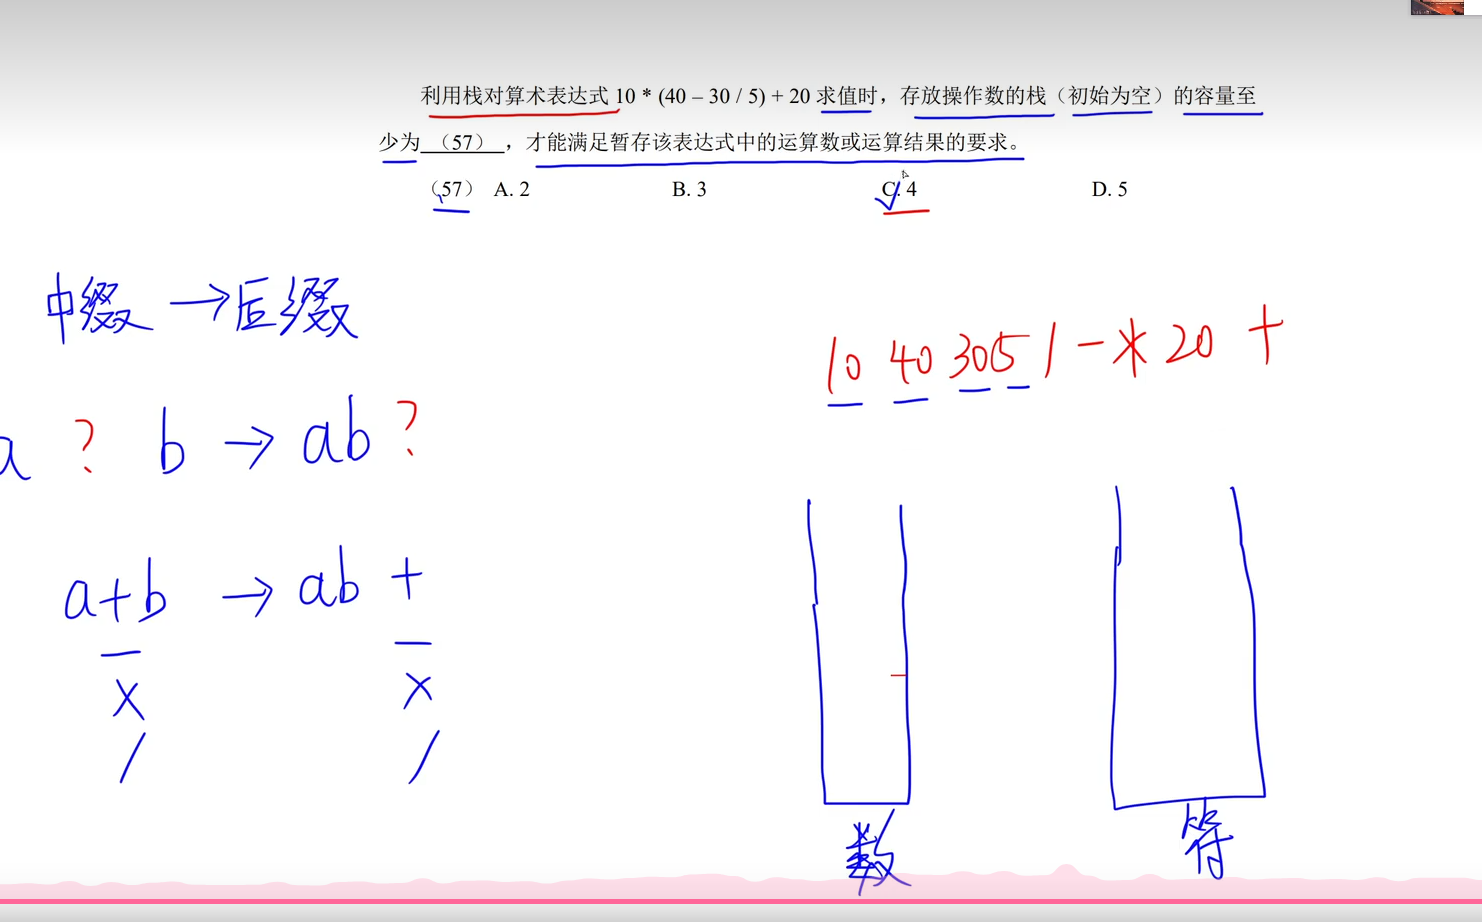 利用栈对算术表达式 10 * (40 – 30 / 5) + 20 求值时，存放操作数的栈（初始为空）的容量至
少为 （57） ，才能满足暂存该表达式中的运算数或运算结果的要求。
（57） A. 2 B. 3 C. 4 D. 5
中缀 → 后缀
10 40 30 5 / - * 20 +
a ? b → ab ?
a+b → ab +
× ×
/ /
数 符